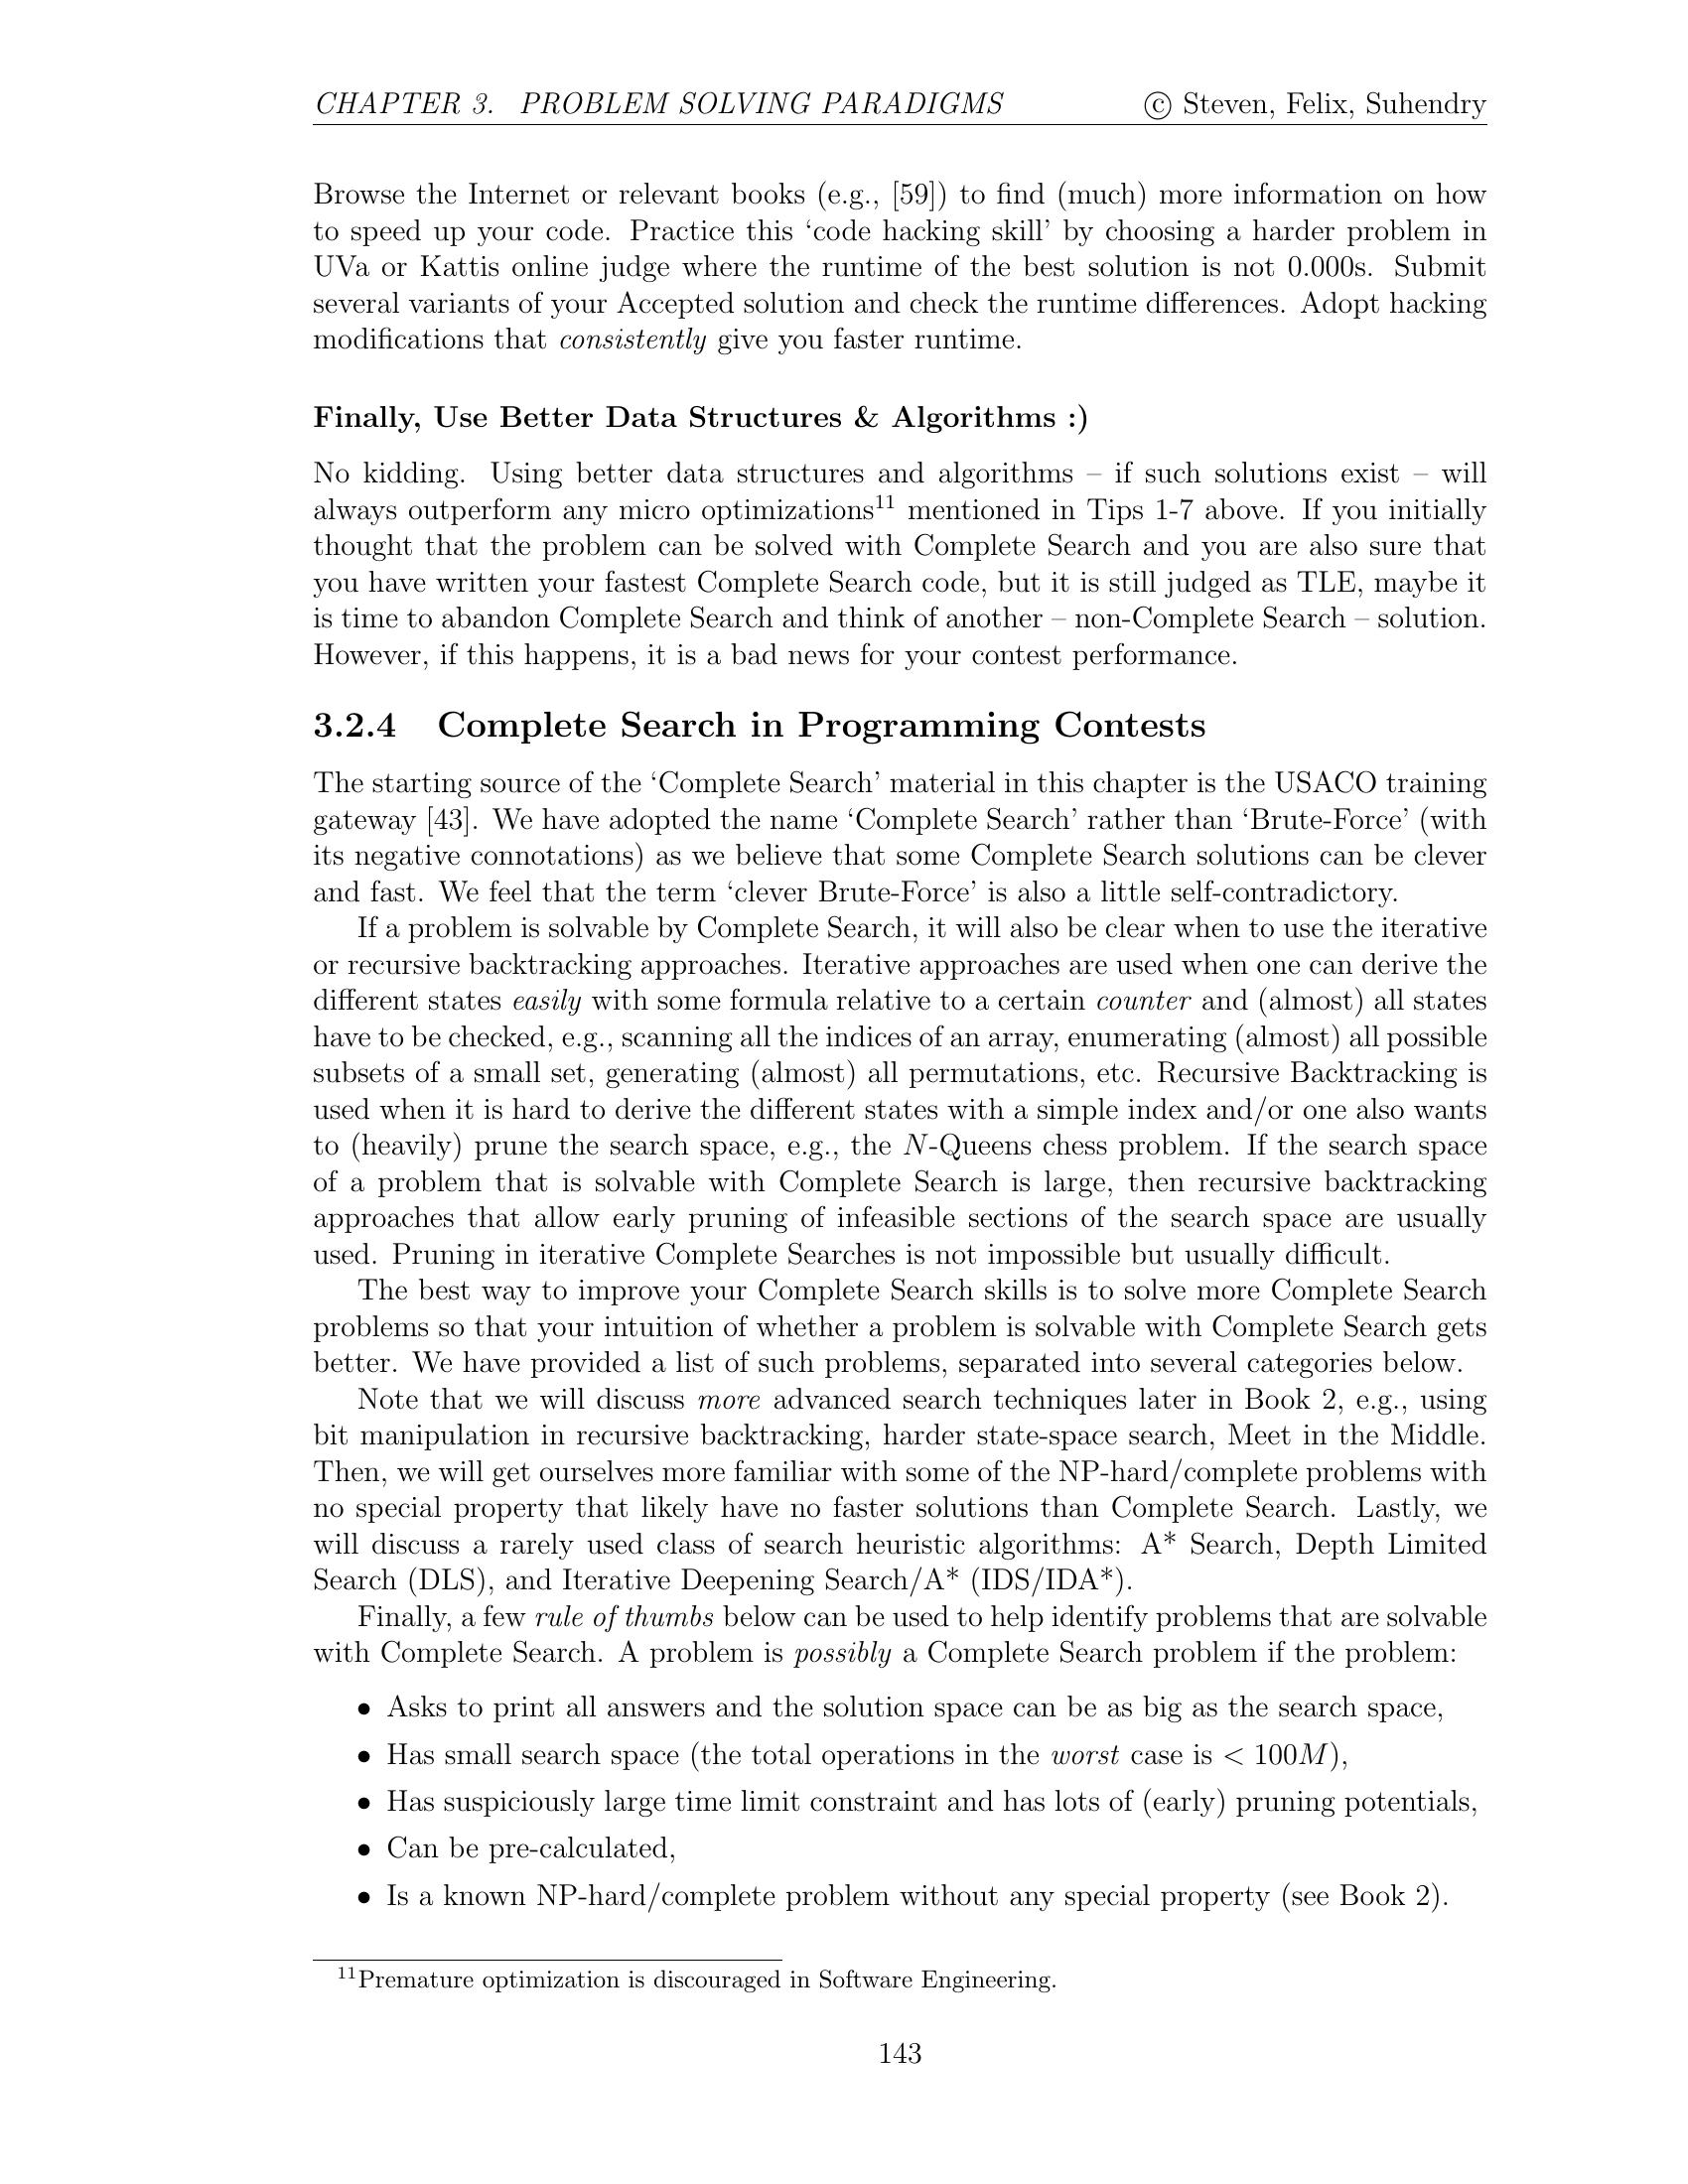 CHAPTER 3. PROBLEM SOLVING PARADIGMS © Steven, Felix, Suhendry
Browse the Internet or relevant books (e.g., [59]) to find (much) more information on how
to speed up your code. Practice this ‘code hacking skill’ by choosing a harder problem in
UVa or Kattis online judge where the runtime of the best solution is not 0.000s. Submit
several variants of your Accepted solution and check the runtime differences. Adopt hacking
modifications that consistently give you faster runtime.
Finally, Use Better Data Structures & Algorithms :)
No kidding. Using better data structures and algorithms – if such solutions exist – will
always outperform any micro optimizations¹¹ mentioned in Tips 1-7 above. If you initially
thought that the problem can be solved with Complete Search and you are also sure that
you have written your fastest Complete Search code, but it is still judged as TLE, maybe it
is time to abandon Complete Search and think of another – non-Complete Search – solution.
However, if this happens, it is a bad news for your contest performance.
3.2.4 Complete Search in Programming Contests
The starting source of the ‘Complete Search’ material in this chapter is the USACO training
gateway [43]. We have adopted the name ‘Complete Search’ rather than ‘Brute-Force’ (with
its negative connotations) as we believe that some Complete Search solutions can be clever
and fast. We feel that the term ‘clever Brute-Force’ is also a little self-contradictory.
If a problem is solvable by Complete Search, it will also be clear when to use the iterative
or recursive backtracking approaches. Iterative approaches are used when one can derive the
different states easily with some formula relative to a certain counter and (almost) all states
have to be checked, e.g., scanning all the indices of an array, enumerating (almost) all possible
subsets of a small set, generating (almost) all permutations, etc. Recursive Backtracking is
used when it is hard to derive the different states with a simple index and/or one also wants
to (heavily) prune the search space, e.g., the N-Queens chess problem. If the search space
of a problem that is solvable with Complete Search is large, then recursive backtracking
approaches that allow early pruning of infeasible sections of the search space are usually
used. Pruning in iterative Complete Searches is not impossible but usually difficult.
The best way to improve your Complete Search skills is to solve more Complete Search
problems so that your intuition of whether a problem is solvable with Complete Search gets
better. We have provided a list of such problems, separated into several categories below.
Note that we will discuss more advanced search techniques later in Book 2, e.g., using
bit manipulation in recursive backtracking, harder state-space search, Meet in the Middle.
Then, we will get ourselves more familiar with some of the NP-hard/complete problems with
no special property that likely have no faster solutions than Complete Search. Lastly, we
will discuss a rarely used class of search heuristic algorithms: A* Search, Depth Limited
Search (DLS), and Iterative Deepening Search/A* (IDS/IDA*).
Finally, a few rule of thumbs below can be used to help identify problems that are solvable
with Complete Search. A problem is possibly a Complete Search problem if the problem:
• Asks to print all answers and the solution space can be as big as the search space,
• Has small search space (the total operations in the worst case is < 100M),
• Has suspiciously large time limit constraint and has lots of (early) pruning potentials,
• Can be pre-calculated,
• Is a known NP-hard/complete problem without any special property (see Book 2).
¹¹Premature optimization is discouraged in Software Engineering.
143